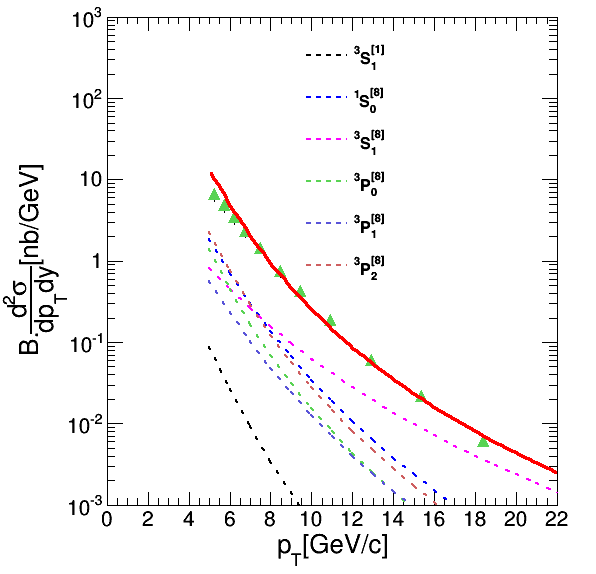 10³
10²
10
1
10⁻¹
10⁻²
10⁻³
B.d²σ/dp_Tdy[nb/GeV]
³S₁[1]
¹S₀[8]
³S₁[8]
³P₀[8]
³P₁[8]
³P₂[8]
0 2 4 6 8 10 12 14 16 18 20 22
p_T[GeV/c]